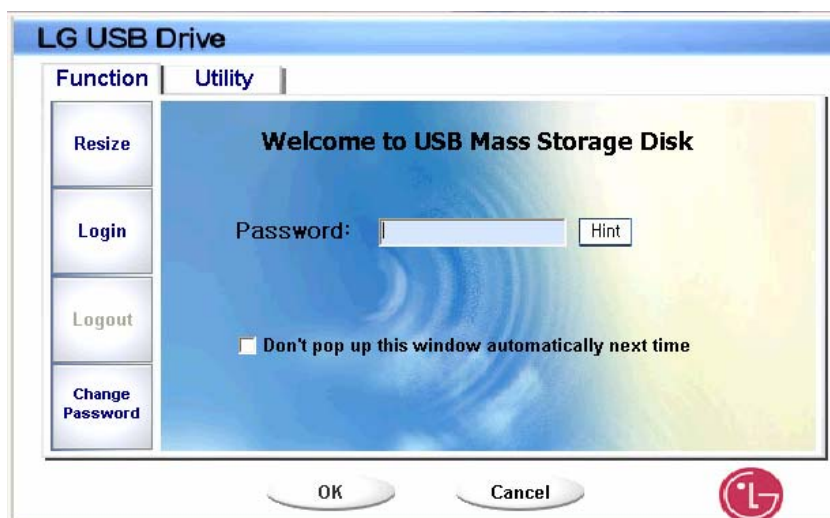 LG USB Drive
Function
Utility
Resize
Login
Logout
Change
Password
Welcome to USB Mass Storage Disk
Password:
Hint
Don't pop up this window automatically next time
OK
Cancel